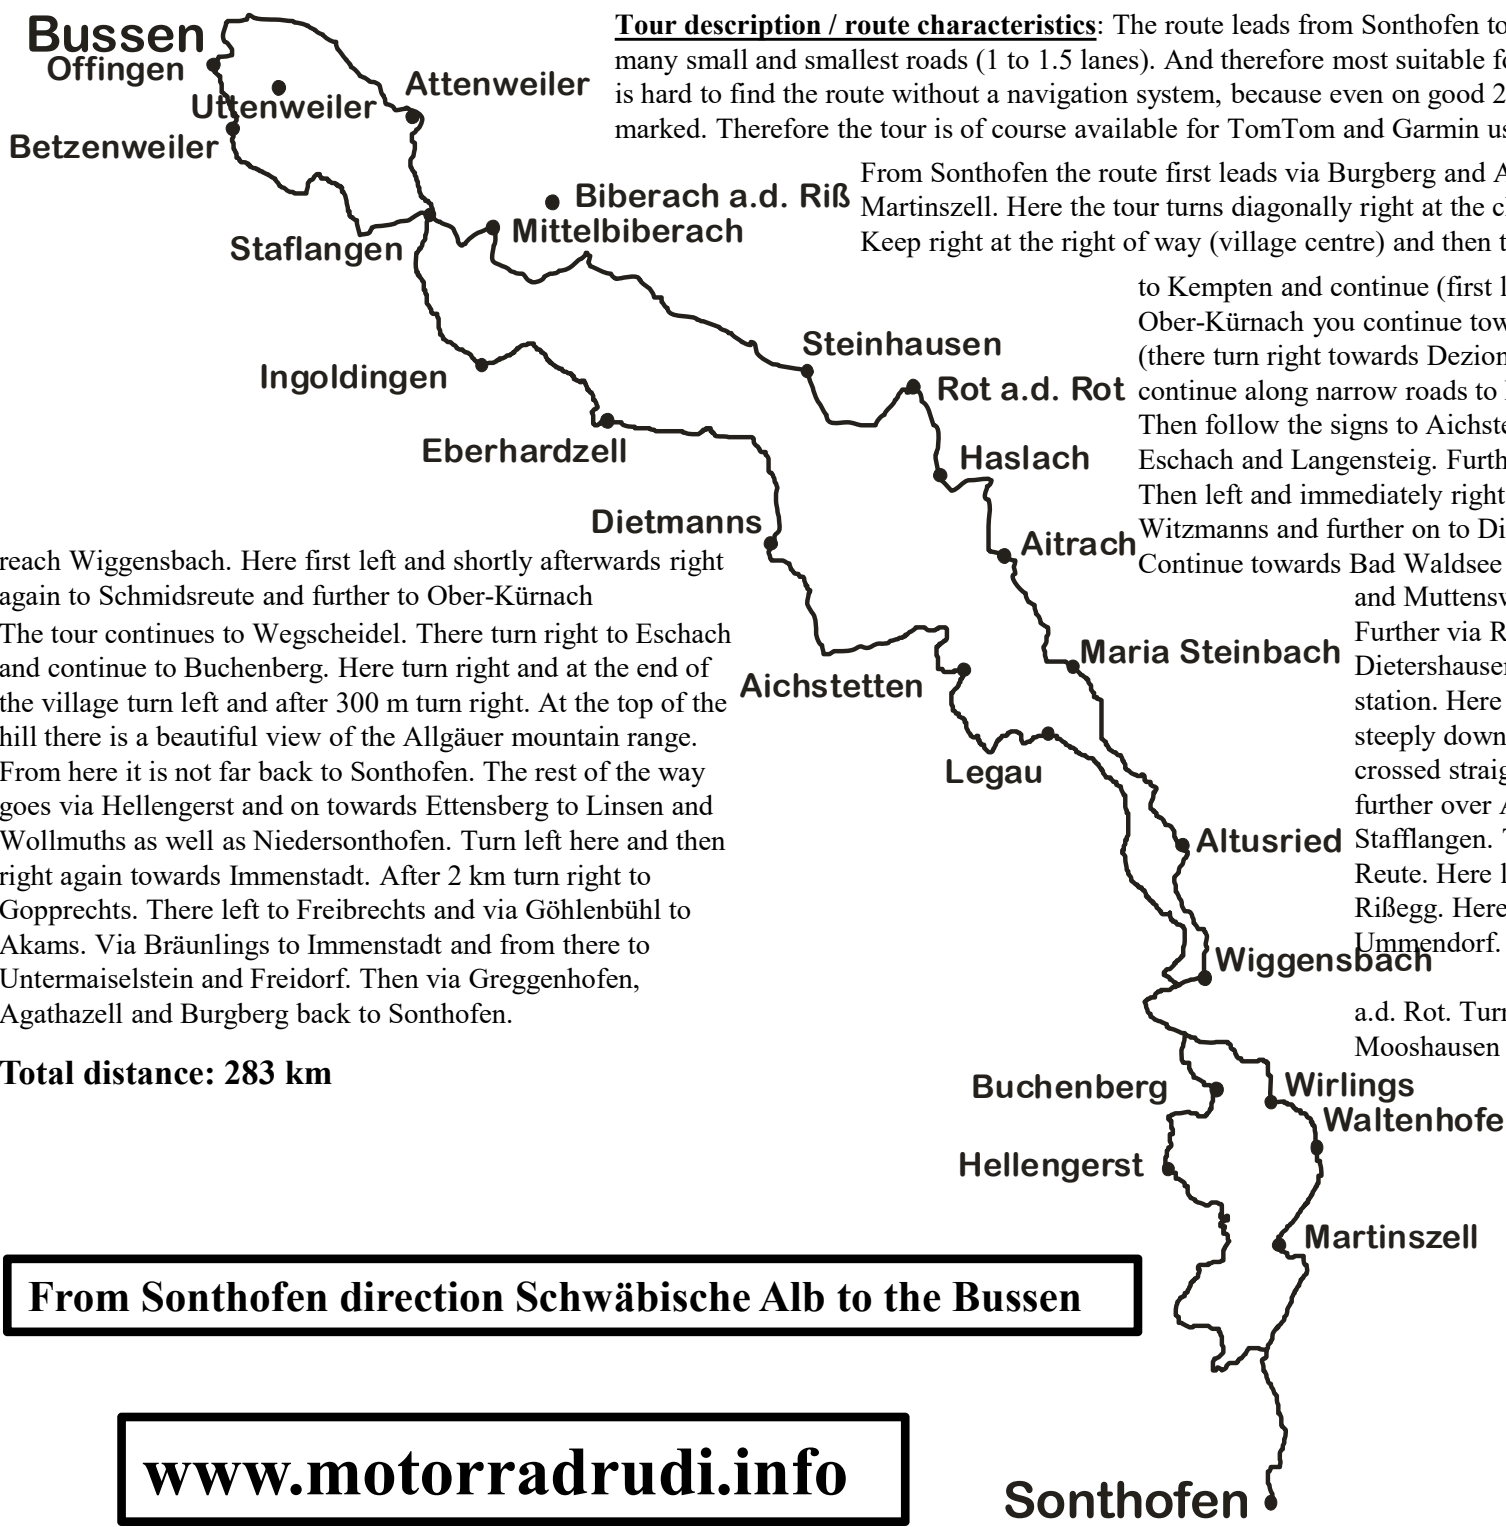 Tour description / route characteristics: The route leads from Sonthofen to
many small and smallest roads (1 to 1.5 lanes). And therefore most suitable
is hard to find the route without a navigation system, because even on good 2
marked. Therefore the tour is of course available for TomTom and Garmin
From Sonthofen the route first leads via Burgberg and A
Martinszell. Here the tour turns diagonally right at the
Keep right at the right of way (village centre) and then
to Kempten and continue (first
Ober-Kürnach you continue
(there turn right towards
continue along narrow roads to
Then follow the signs to
Eschach and Langensteig.
Then left and immediately right
Witzmanns and further on to
Continue towards Bad Waldsee
and
Further via R
Dietershausen
station. Here
steeply down
crossed
further over A
Stafflangen.
Reute. Here
Rißegg. Here
Ummendorf.
a.d. Rot.
Mooshausen
reach Wiggensbach. Here first left and shortly afterwards right
again to Schmidsreute and further to Ober-Kürnach
The tour continues to Wegscheidel. There turn right to Eschach
and continue to Buchenberg. Here turn right and at the end of
the village turn left and after 300 m turn right. At the top of the
hill there is a beautiful view of the Allgäuer mountain range.
From here it is not far back to Sonthofen. The rest of the way
goes via Hellengerst and on towards Ettensberg to Linsen and
Wollmuths as well as Niedersonthofen. Turn left here and then
right again towards Immenstadt. After 2 km turn right to
Gopprechts. There left to Freibrechts and via Göhlenbühl to
Akams. Via Bräunlings to Immenstadt and from there to
Untermaiselstein and Freidorf. Then via Greggenhofen,
Agathazell and Burgberg back to Sonthofen.
Total distance: 283 km
Bussen
Offingen
Uttenweiler
Attenweiler
Betzenweiler
Biberach a.d. Riß
Mittelbiberach
Staflangen
Steinhausen
Ingoldingen
Rot a.d. Rot
Eberhardzell
Haslach
Dietmanns
Aitrach
Maria Steinbach
Aichstetten
Legau
Altusried
Wiggensbach
Buchenberg
Wirlings
Waltenhofe
Hellengerst
Martinszell
From Sonthofen direction Schwäbische Alb to the Bussen
www.motorradrudi.info
Sonthofen